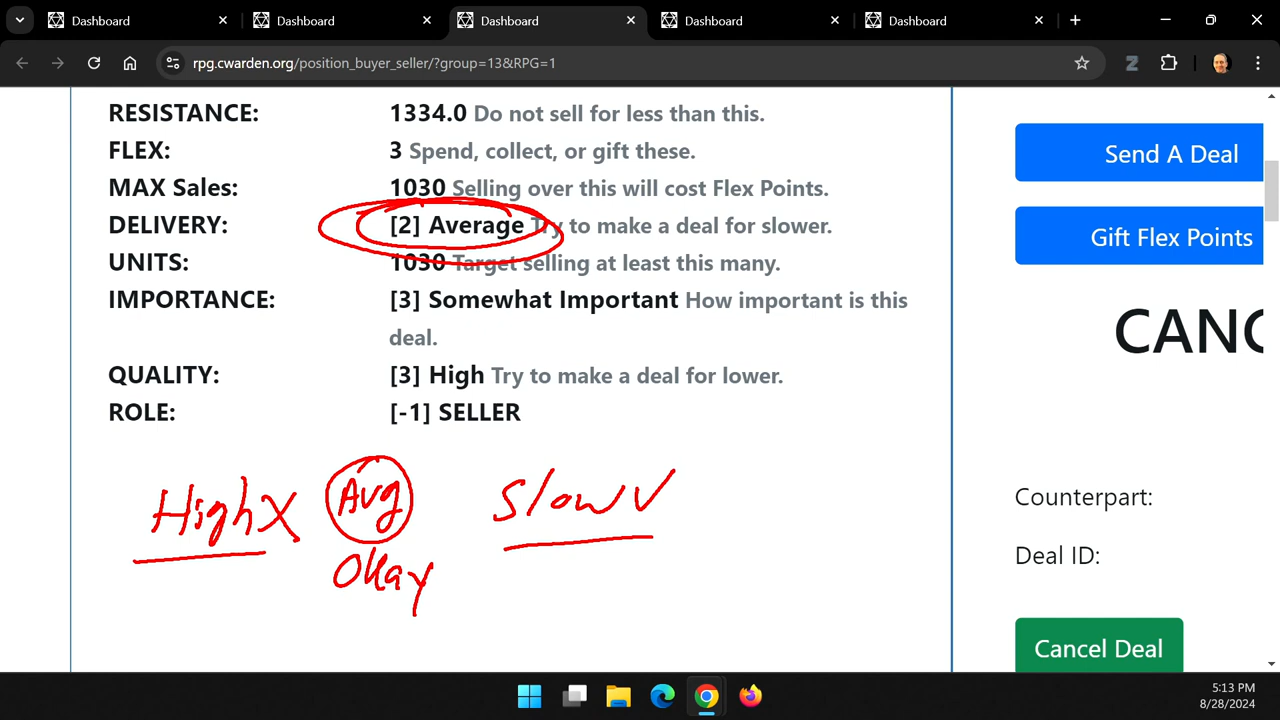 Dashboard Dashboard Dashboard Dashboard Dashboard
rpg.cwarden.org/position_buyer_seller/?group=13&RPG=1
RESISTANCE: 1334.0 Do not sell for less than this.
FLEX: 3 Spend, collect, or gift these.
MAX Sales: 1030 Selling over this will cost Flex Points.
DELIVERY: [2] Average Try to make a deal for slower.
UNITS: 1030 Target selling at least this many.
IMPORTANCE: [3] Somewhat Important How important is this
deal.
QUALITY: [3] High Try to make a deal for lower.
ROLE: [-1] SELLER
High X Avg Slow V
Okay
Send A Deal
Gift Flex Points
CANC
Counterpart:
Deal ID:
Cancel Deal
5:13 PM
8/28/2024